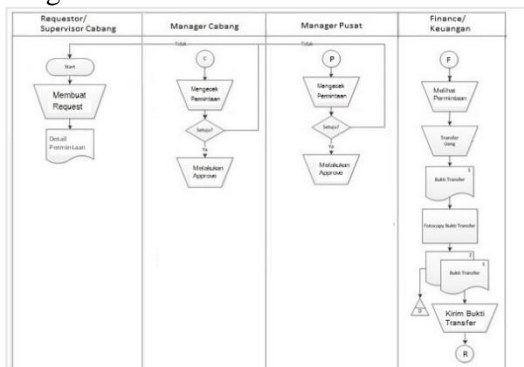 Requestor/
Supervisor Cabang
Manager Cabang
Manager Pusat
Finance/
Keuangan
Tidak
Tidak
Start
Membuat
Request
Detail
Permintaan
C
Mengecek
Permintaan
Setuju?
Ya
Melakukan
Approve
P
Mengecek
Permintaan
Setuju?
Ya
Melakukan
Approve
F
Melihat
Permintaan
Transfer
Uang
1
Bukti Transfer
Fotocopy Bukti Transfer
2
1
Bukti Transfer
Kirim Bukti
Transfer
R